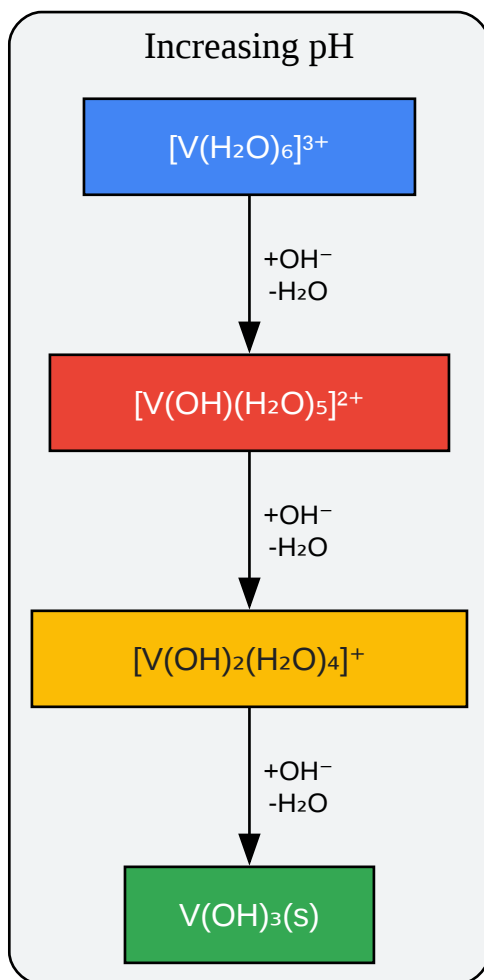 Increasing pH
[V(H₂O)₆]³⁺
+OH⁻
-H₂O
[V(OH)(H₂O)₅]²⁺
+OH⁻
-H₂O
[V(OH)₂(H₂O)₄]⁺
+OH⁻
-H₂O
V(OH)₃(s)